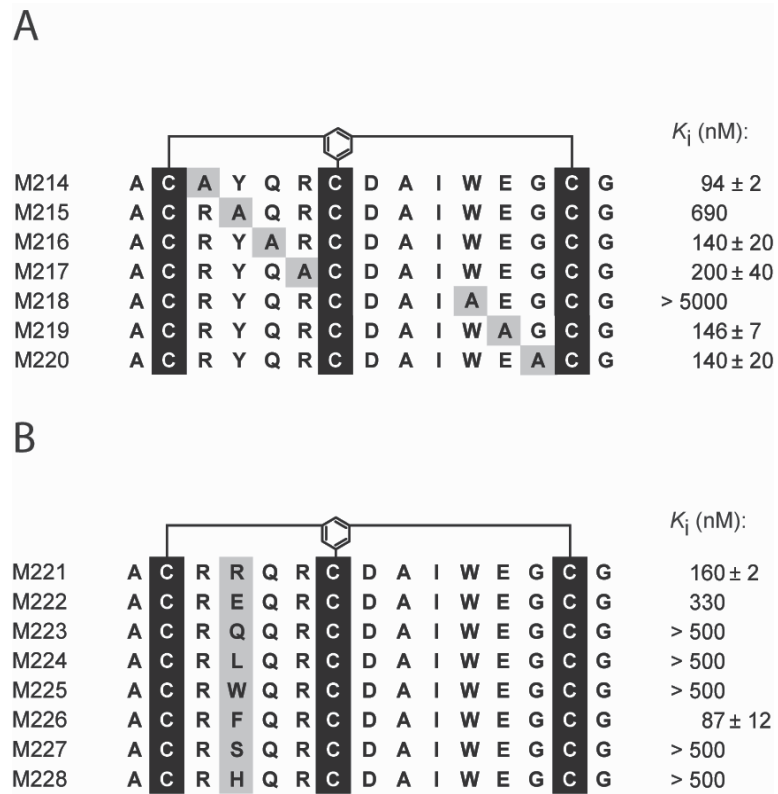 A
Ki (nM):
M214 A C A Y Q R C D A I W E G C G 94 ± 2
M215 A C R A Q R C D A I W E G C G 690
M216 A C R Y A R C D A I W E G C G 140 ± 20
M217 A C R Y Q A C D A I W E G C G 200 ± 40
M218 A C R Y Q R C D A I A E G C G > 5000
M219 A C R Y Q R C D A I W A G C G 146 ± 7
M220 A C R Y Q R C D A I W E A C G 140 ± 20
B
Ki (nM):
M221 A C R R Q R C D A I W E G C G 160 ± 2
M222 A C R E Q R C D A I W E G C G 330
M223 A C R Q Q R C D A I W E G C G > 500
M224 A C R L Q R C D A I W E G C G > 500
M225 A C R W Q R C D A I W E G C G > 500
M226 A C R F Q R C D A I W E G C G 87 ± 12
M227 A C R S Q R C D A I W E G C G > 500
M228 A C R H Q R C D A I W E G C G > 500